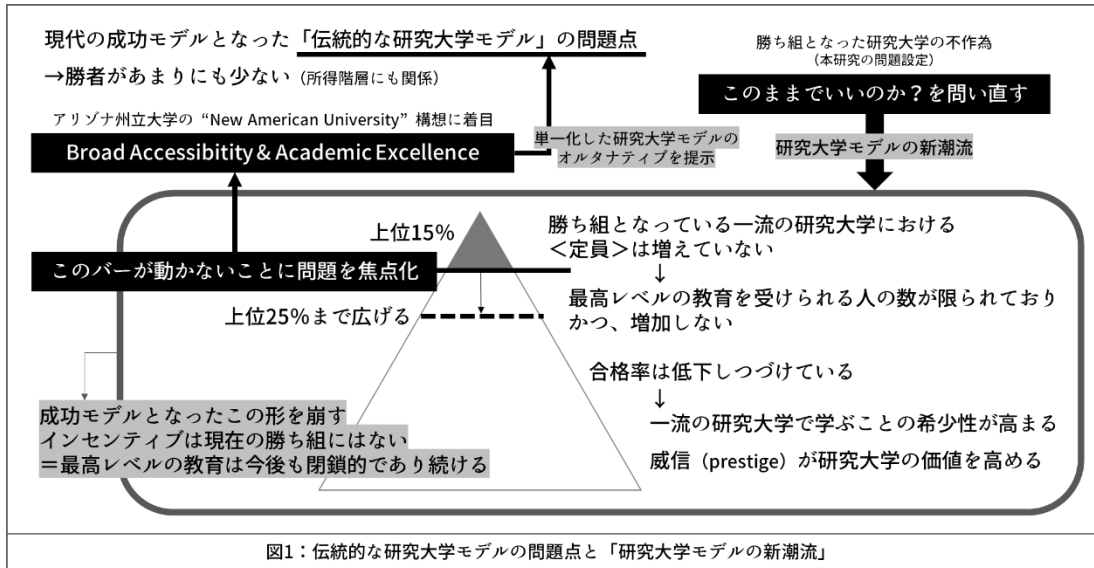 現代の成功モデルとなった「伝統的な研究大学モデル」の問題点
→勝者があまりにも少ない（所得階層にも関係）
勝ち組となった研究大学の不作為
（本研究の問題設定）
このままでいいのか？を問い直す
アリゾナ州立大学の“New American University”構想に着目
Broad Accessibitity & Academic Excellence
単一化した研究大学モデルの
オルタナティブを提示
研究大学モデルの新潮流
上位15%
勝ち組となっている一流の研究大学における
＜定員＞は増えていない
↓
このバーが動かないことに問題を焦点化
最高レベルの教育を受けられる人の数が限られており
かつ、増加しない
上位25%まで広げる
合格率は低下しつづけている
↓
一流の研究大学で学ぶことの希少性が高まる
威信（prestige）が研究大学の価値を高める
成功モデルとなったこの形を崩す
インセンティブは現在の勝ち組にはない
＝最高レベルの教育は今後も閉鎖的であり続ける
図1：伝統的な研究大学モデルの問題点と「研究大学モデルの新潮流」